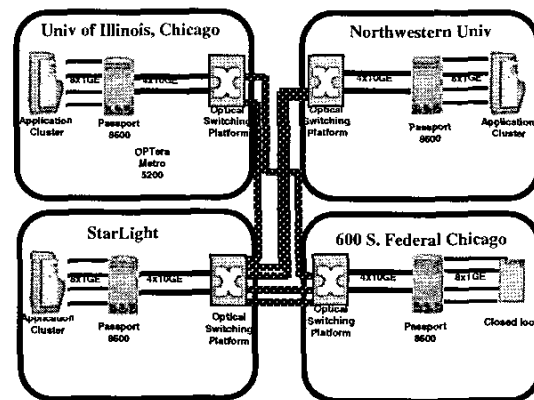 Univ of Illinois, Chicago
8x1GE
4x10GE
Application
Cluster
Passport
8600
Optical
Switching
Platform
OPTera
Metro
5200
Northwestern Univ
4x10GE
8x1GE
Optical
Switching
Platform
Passport
8600
Application
Cluster
StarLight
8x1GE
4x10GE
Application
Cluster
Passport
8600
Optical
Switching
Platform
600 S. Federal Chicago
4x10GE
8x1GE
Optical
Switching
Platform
Passport
8600
Closed loo